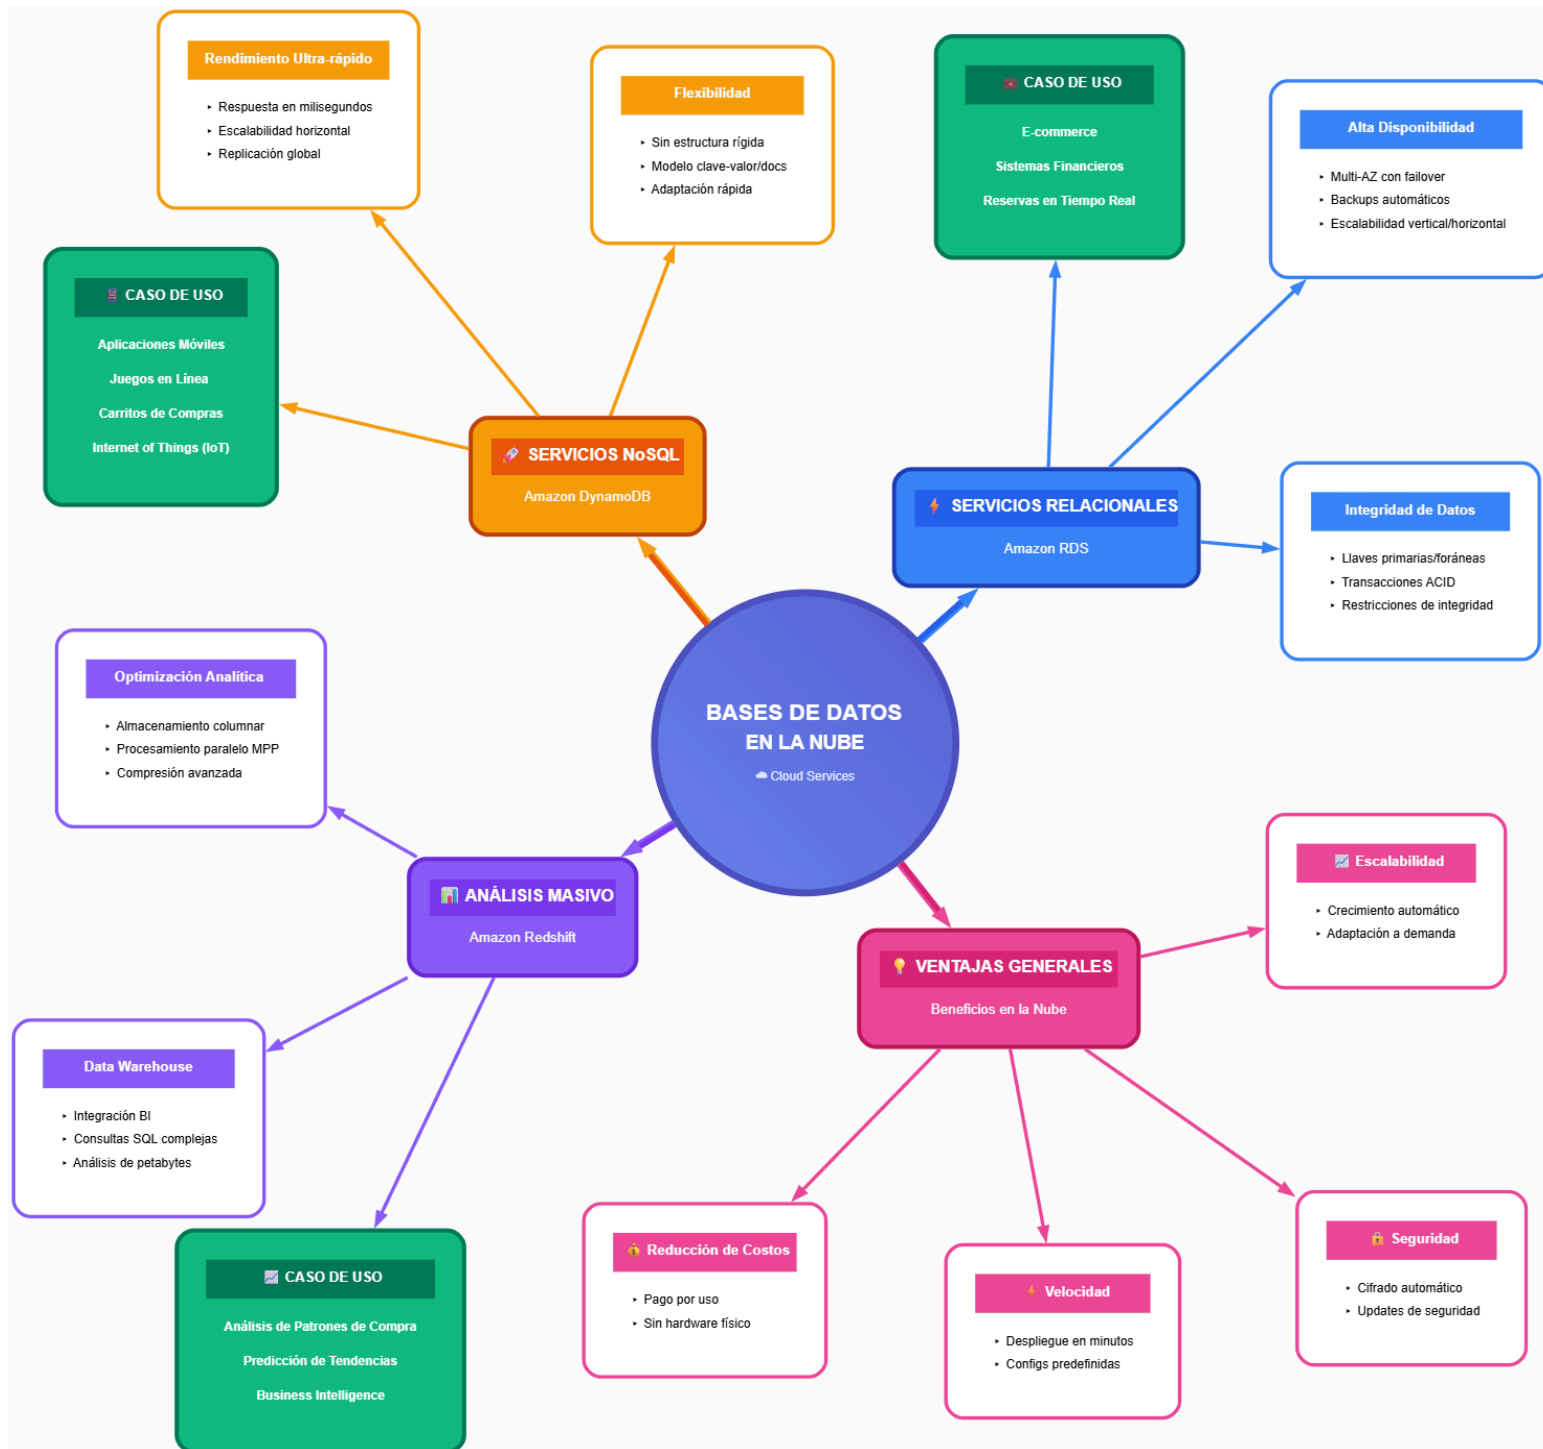 Rendimiento Ultra-rápido
▸ Respuesta en milisegundos
▸ Escalabilidad horizontal
▸ Replicación global
Flexibilidad
▸ Sin estructura rígida
▸ Modelo clave-valor/docs
▸ Adaptación rápida
CASO DE USO
E-commerce
Sistemas Financieros
Reservas en Tiempo Real
Alta Disponibilidad
▸ Multi-AZ con failover
▸ Backups automáticos
▸ Escalabilidad vertical/horizontal
CASO DE USO
Aplicaciones Móviles
Juegos en Línea
Carritos de Compras
Internet of Things (IoT)
SERVICIOS NoSQL
Amazon DynamoDB
SERVICIOS RELACIONALES
Amazon RDS
Integridad de Datos
▸ Llaves primarias/foráneas
▸ Transacciones ACID
▸ Restricciones de integridad
BASES DE DATOS
EN LA NUBE
Cloud Services
Optimización Analítica
▸ Almacenamiento columnar
▸ Procesamiento paralelo MPP
▸ Compresión avanzada
ANÁLISIS MASIVO
Amazon Redshift
VENTAJAS GENERALES
Beneficios en la Nube
Escalabilidad
▸ Crecimiento automático
▸ Adaptación a demanda
Data Warehouse
▸ Integración BI
▸ Consultas SQL complejas
▸ Análisis de petabytes
CASO DE USO
Análisis de Patrones de Compra
Predicción de Tendencias
Business Intelligence
Reducción de Costos
▸ Pago por uso
▸ Sin hardware físico
Velocidad
▸ Despliegue en minutos
▸ Configs predefinidas
Seguridad
▸ Cifrado automático
▸ Updates de seguridad